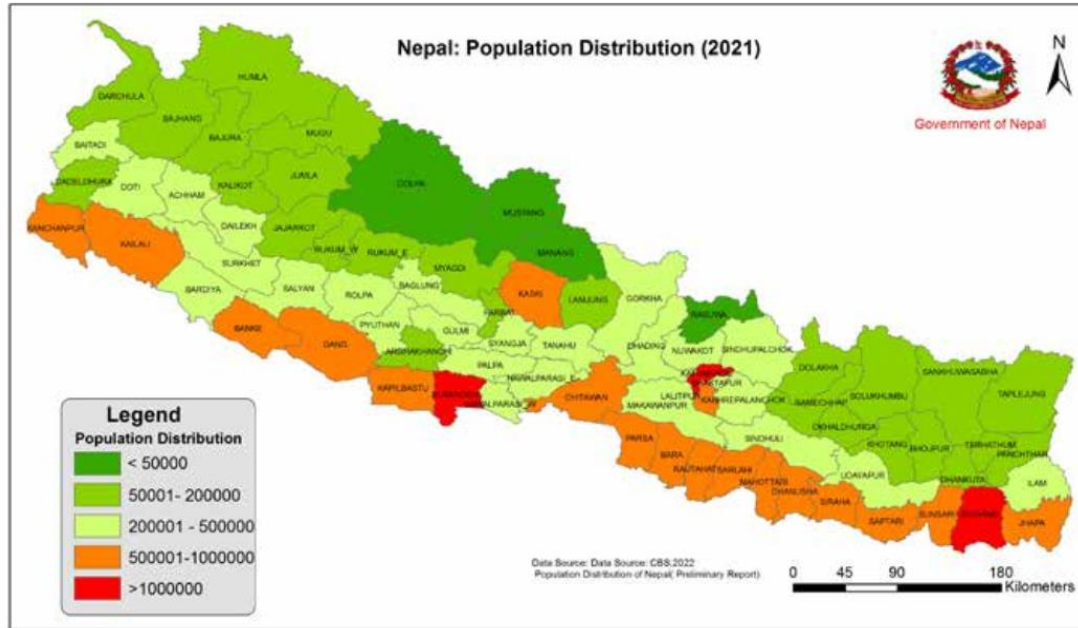 Nepal: Population Distribution (2021)
N
Government of Nepal
HUMLA
DARCHULA
BAJHANG
BAJURA
MUGU
BAITADI
DADELDHURA
DOTI
ACHHAM
KALIKOT
JUMLA
DOLPA
MUSTANG
MANANG
KANCHANPUR
KAILALI
DAILEKH
JAJARKOT
RUKUM_W
RUKUM_E
MYAGDI
SURKHET
BARDIYA
SALYAN
ROLPA
BAGLUNG
PARBAT
KASKI
LAMJUNG
GORKHA
RASUWA
BANKE
DANG
PYUTHAN
GULMI
SYANGJA
TANAHU
DHADING
NUWAKOT
SINDHUPALCHOK
ARGHAKHANCHI
PALPA
NAWALPARASI_E
KAPILBASTU
CHITAWAN
MAKAWANPUR
LALITPUR
KABHREPALANCHOK
DOLAKHA
SANKHUWASABHA
TAPLEJUNG
RAMECHHAP
SOLUKHUMBU
OKHALDHUNGA
KHOTANG
BHOJPUR
TERHATHUM
PANCHTHAR
SINDHULI
UDAYAPUR
DHANKUTA
ILAM
PARSA
BARA
RAUTAHAT
SARLAHI
MAHOTTARI
DHANUSHA
SIRAHA
SAPTARI
SUNSARI
JHAPA
Legend
Population Distribution
< 50000
50001- 200000
200001 - 500000
500001-1000000
>1000000
Data Source: Data Source: CBS,2022
Population Distribution of Nepal( Preliminary Report)
0 45 90 180
Kilometers